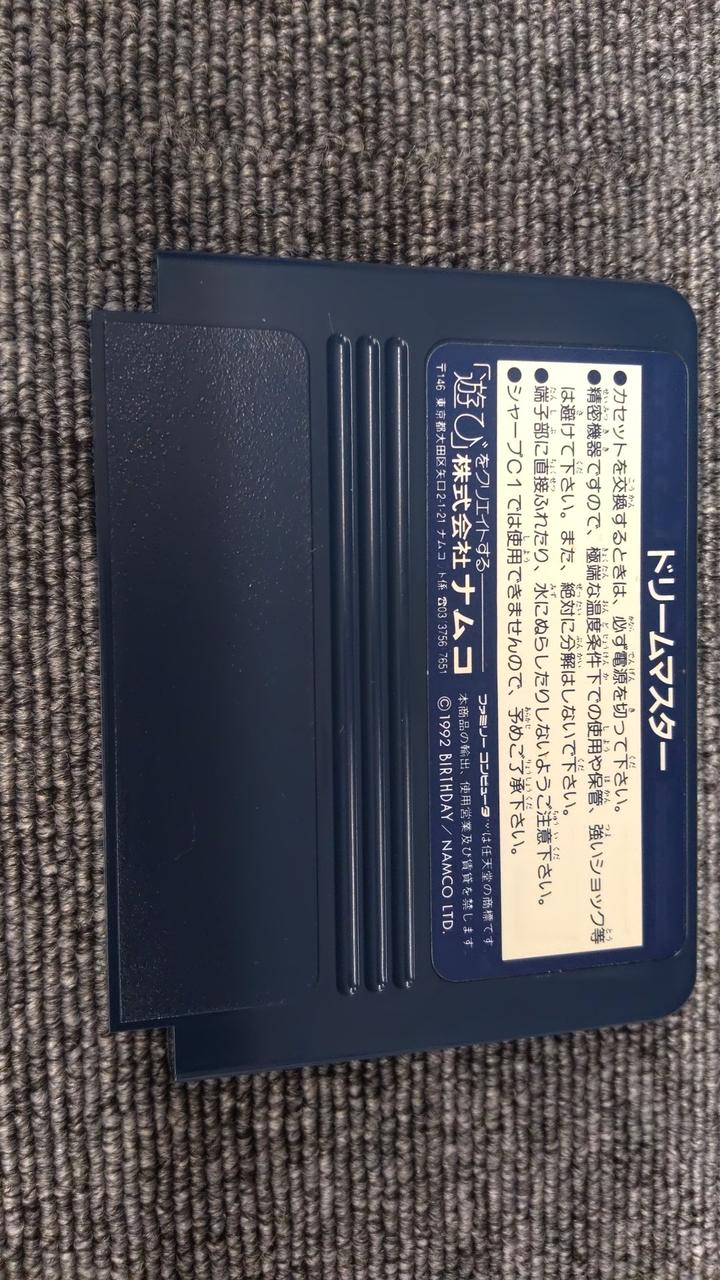 ドリームマスター
●カセットを交換するときは、必ず電源を切って下さい。
●精密機器ですので、極端な温度条件下での使用や保管、強いショック等
は避けて下さい。また、絶対に分解はしないで下さい。
●端子部に直接ふれたり、水にぬらしたりしないようご注意下さい。
●シャープC1では使用できませんので、予めご了承下さい。
「遊び」をクリエイトする
株式会社ナムコ
〒146 東京都大田区矢口2-1-21 ナムコ ト係 ☎03 3756 7651
ファミリーコンピュータ™は任天堂の商標です
本商品の輸出、使用営業及び賃貸を禁じます
©1992 BIRTHDAY/NAMCO LTD.